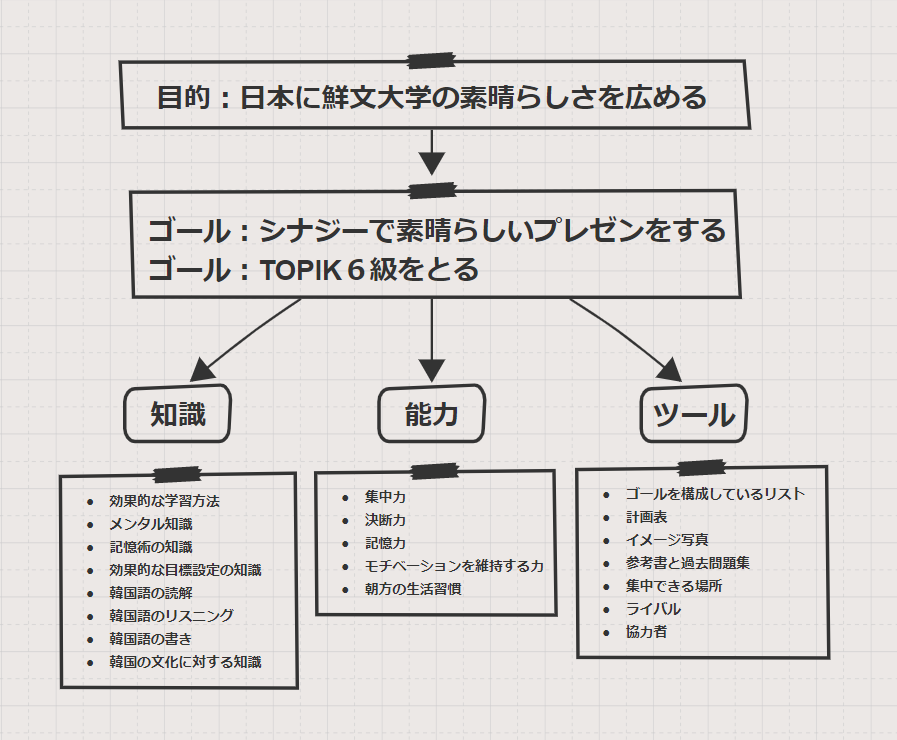 目的：日本に鮮文大学の素晴らしさを広める
ゴール：シナジーで素晴らしいプレゼンをする
ゴール：TOPIK６級をとる
知識
能力
ツール
● 効果的な学習方法
● メンタル知識
● 記憶術の知識
● 効果的な目標設定の知識
● 韓国語の読解
● 韓国語のリスニング
● 韓国語の書き
● 韓国の文化に対する知識
● 集中力
● 決断力
● 記憶力
● モチベーションを維持する力
● 朝方の生活習慣
● ゴールを構成しているリスト
● 計画表
● イメージ写真
● 参考書と過去問題集
● 集中できる場所
● ライバル
● 協力者